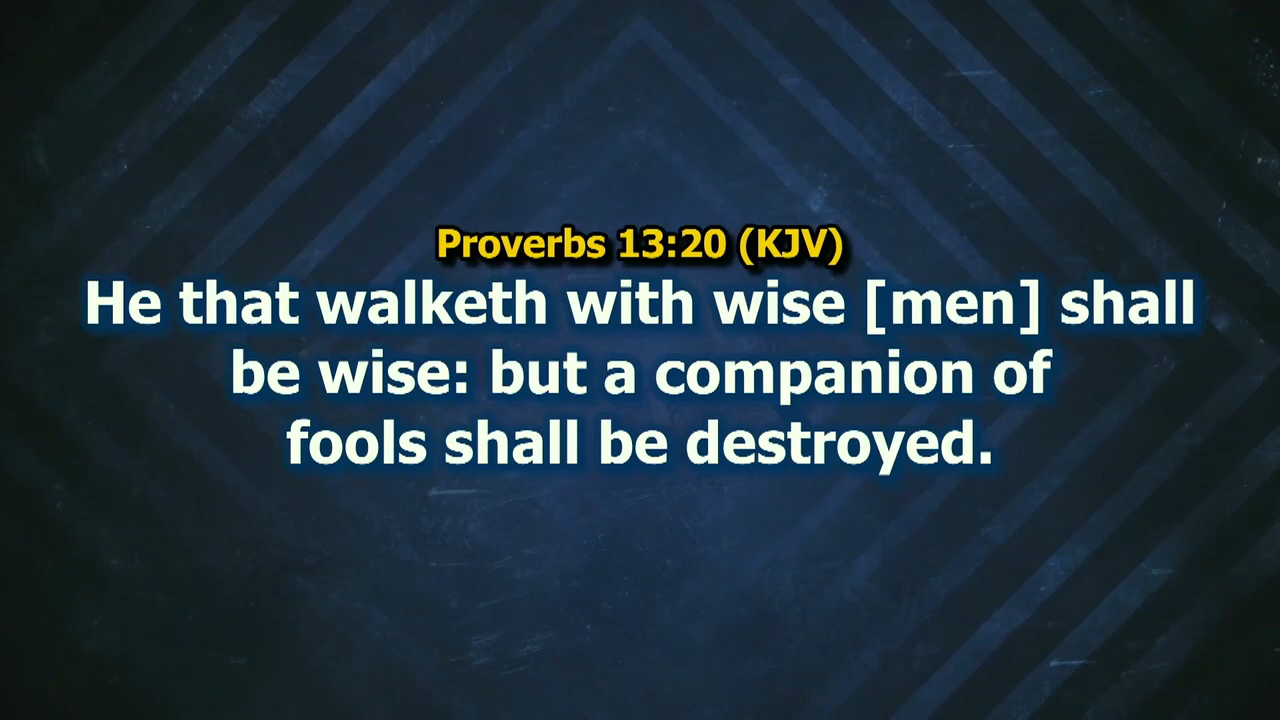 Proverbs 13:20 (KJV)
He that walketh with wise [men] shall
be wise: but a companion of
fools shall be destroyed.